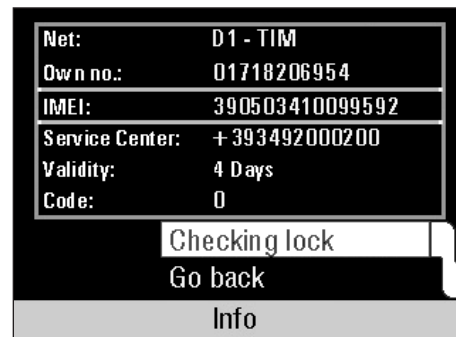 Net: D1 - TIM
Own no.: 01718206954
IMEI: 390503410099592
Service Center: +393492000200
Validity: 4 Days
Code: 0
Checking lock
Go back
Info